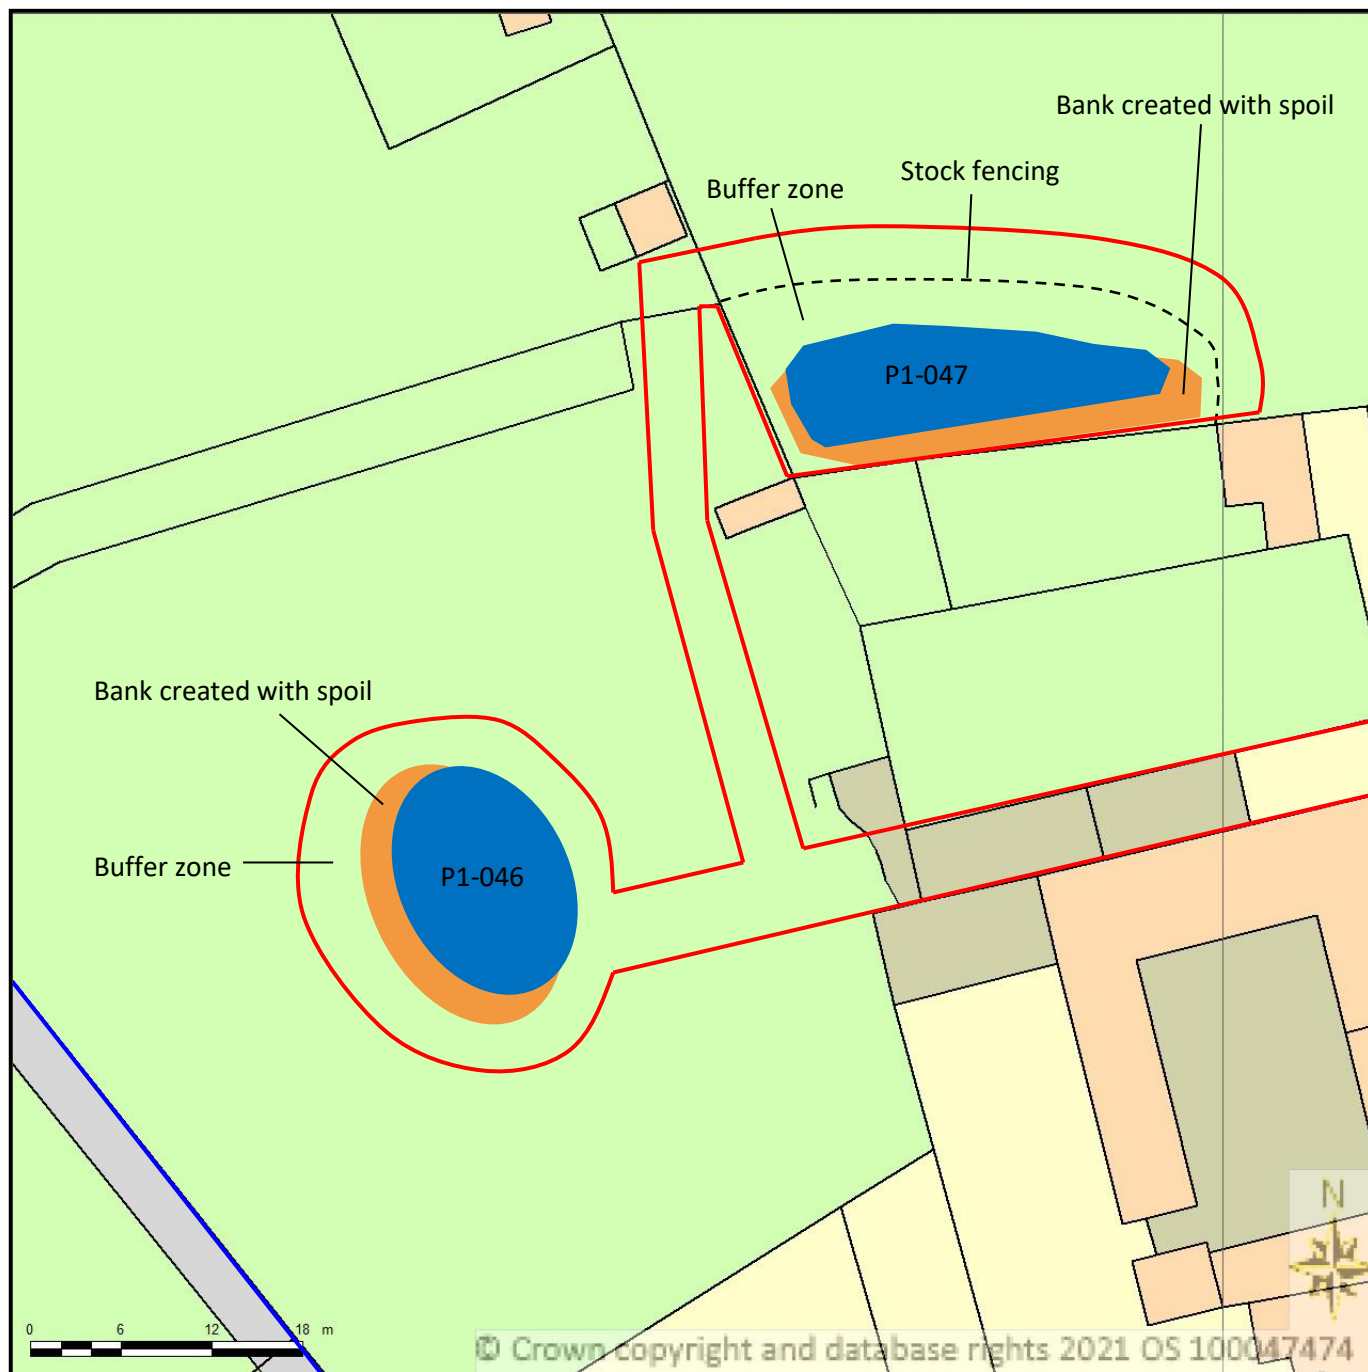 Bank created with spoil
Stock fencing
Buffer zone
P1-047
Bank created with spoil
Buffer zone
P1-046
N
0 6 12 18 m
© Crown copyright and database rights 2021 OS 100047474